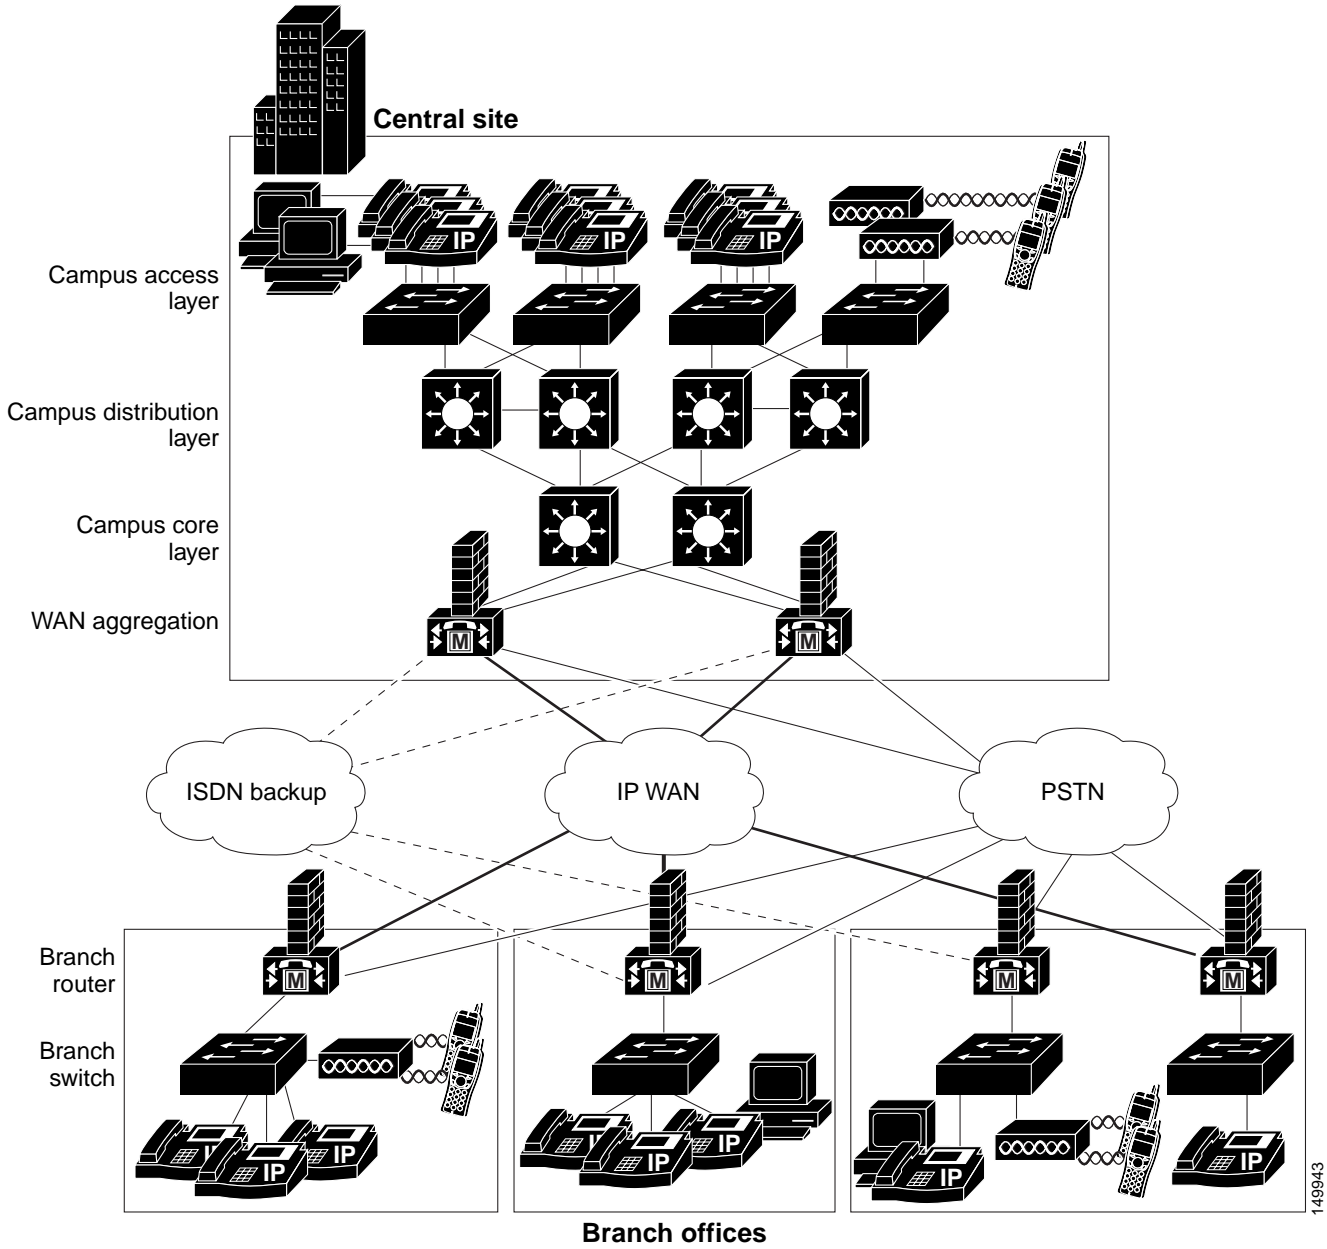 Central site
IP
IP
IP
Campus access
layer
Campus distribution
layer
Campus core
layer
WAN aggregation
M
M
ISDN backup
IP WAN
PSTN
Branch
router
M
M
M
M
Branch
switch
IP
IP
IP
IP
IP
IP
IP
IP
149943
Branch offices